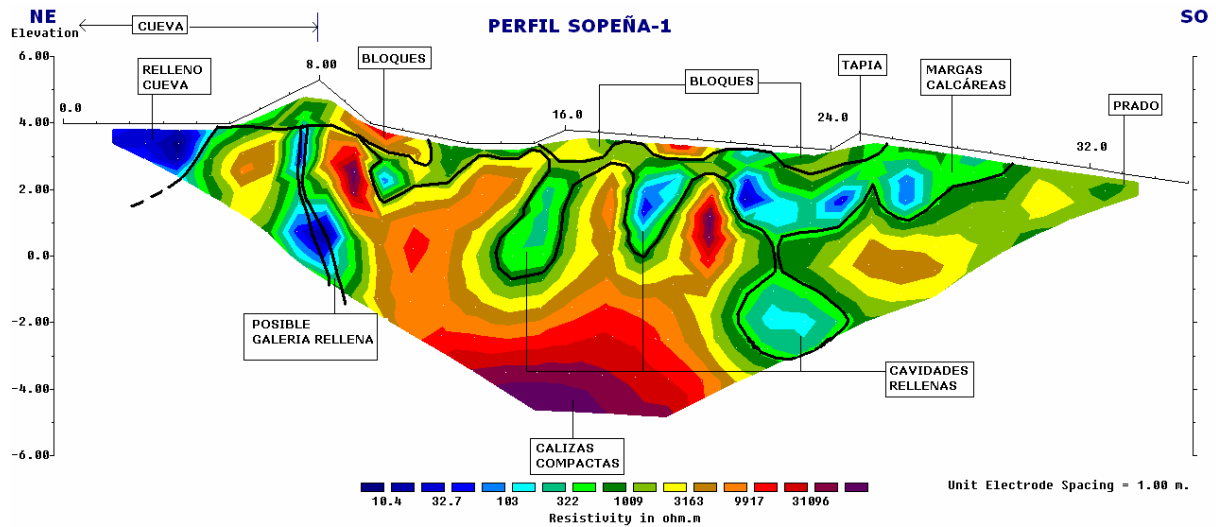 NE
CUEVA
PERFIL SOPEÑA-1
SO
Elevation
6.00
4.00
2.00
0.0
-2.00
-4.00
-6.00
RELLENO
CUEVA
BLOQUES
BLOQUES
TAPIA
MARGAS
CALCÁREAS
PRADO
0.0
8.00
16.0
24.0
32.0
POSIBLE
GALERIA RELLENA
CAVIDADES
RELLENAS
CALIZAS
COMPACTAS
10.4 32.7 103 322 1009 3163 9917 31096
Resistivity in ohm.m
Unit Electrode Spacing = 1.00 m.